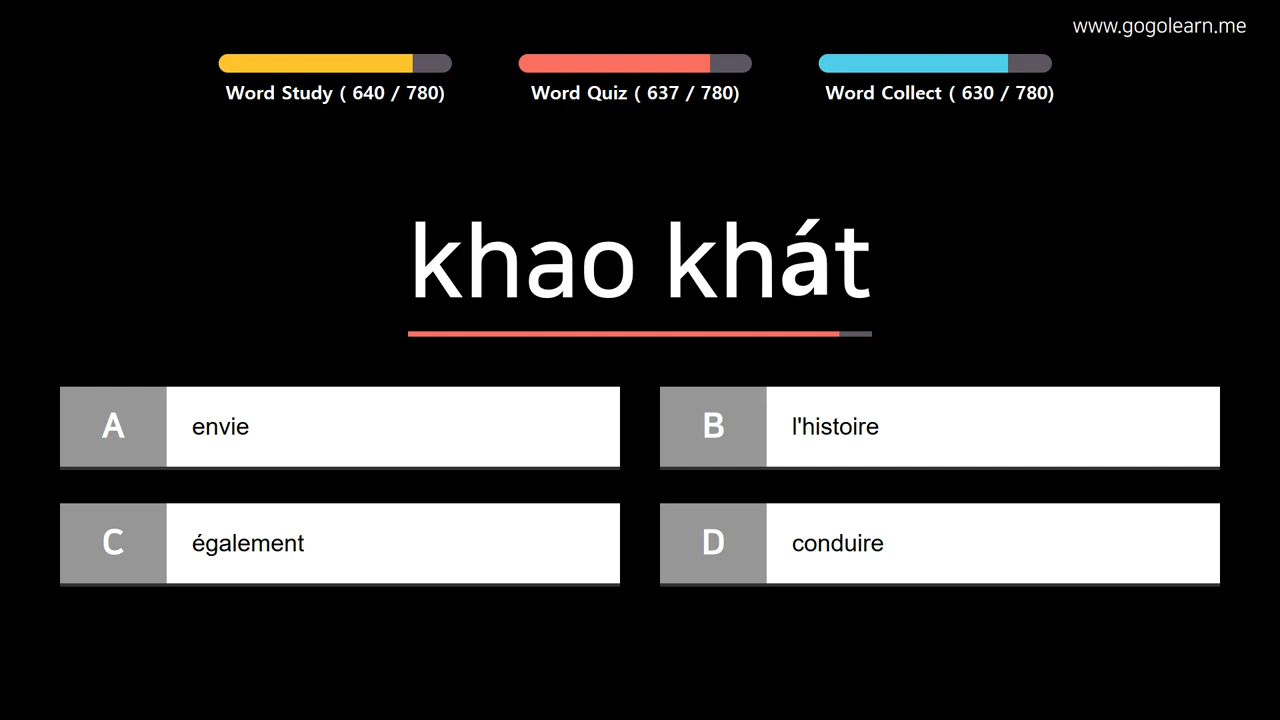 www.gogolearn.me
Word Study ( 640 / 780)
Word Quiz ( 637 / 780)
Word Collect ( 630 / 780)
khao khát
A envie
B l'histoire
C également
D conduire